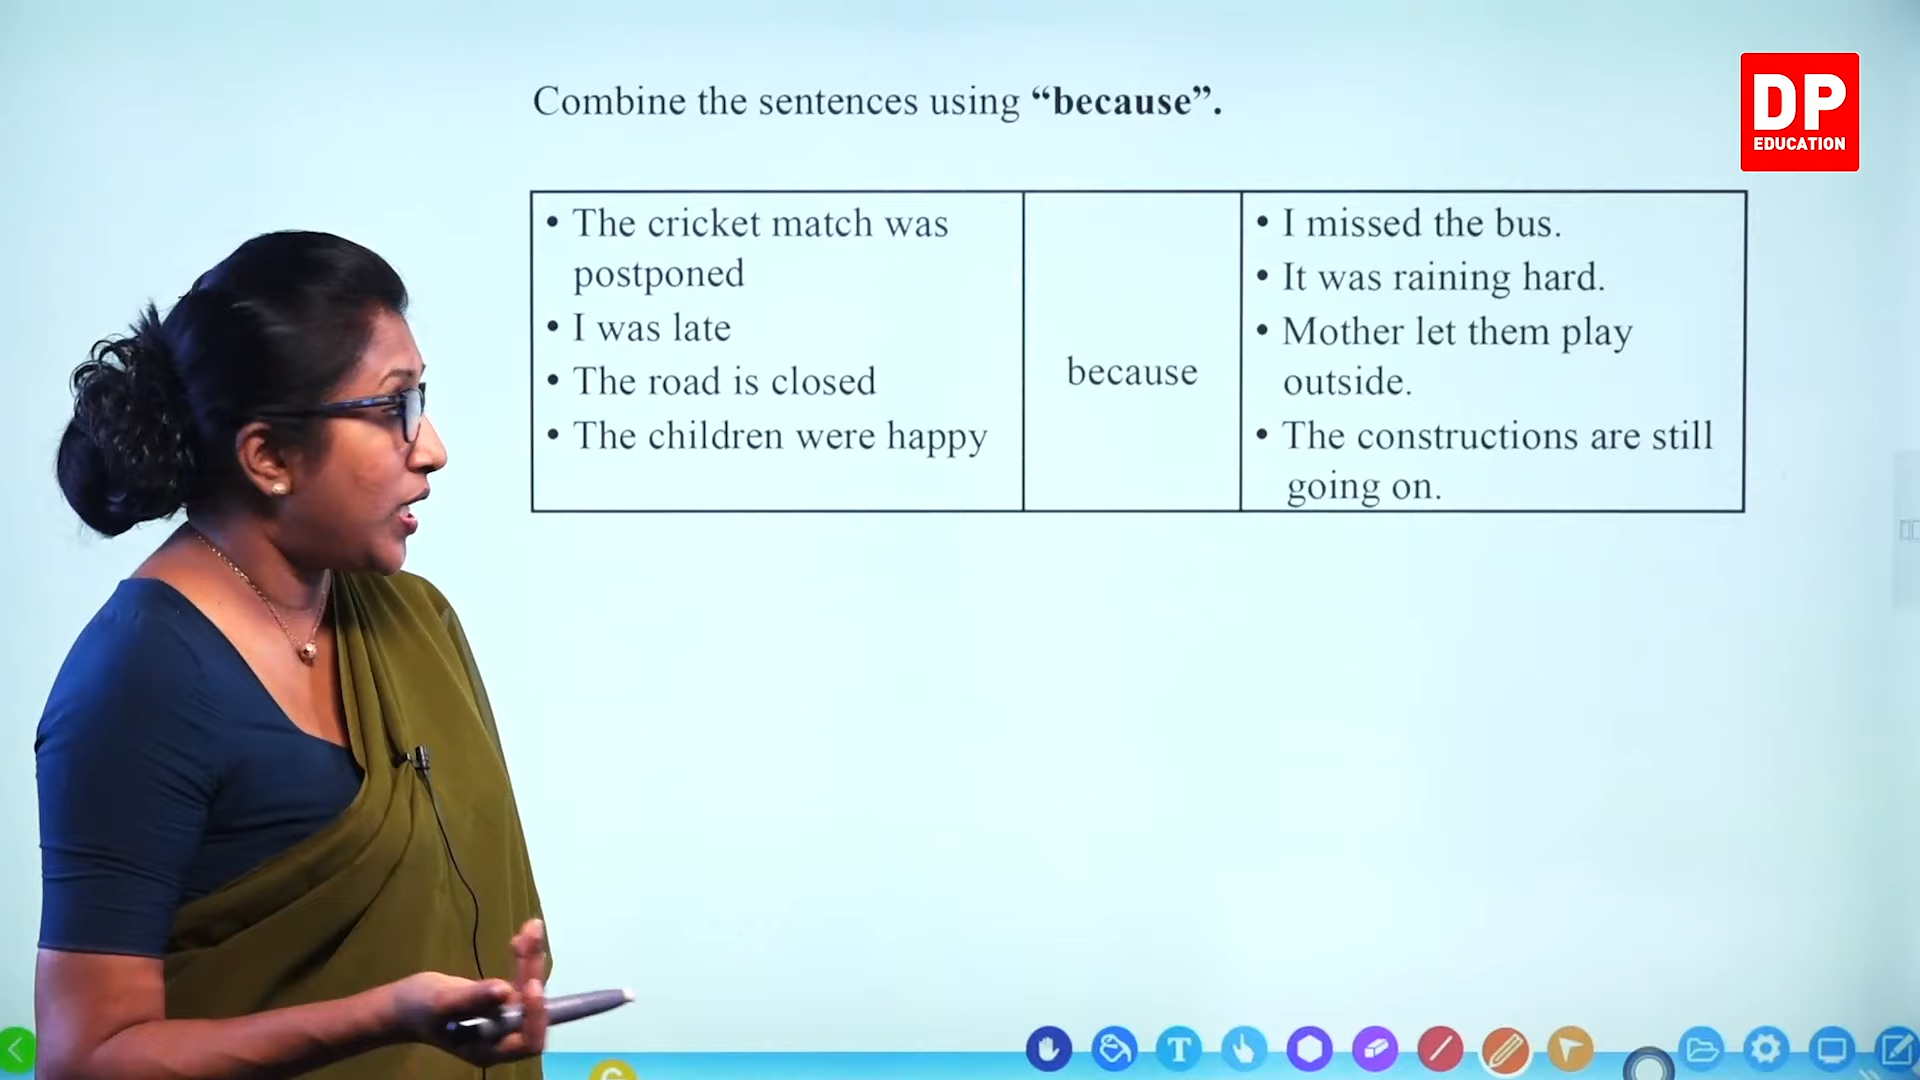 Combine the sentences using “because”.
DP
EDUCATION
• The cricket match was
postponed
• I was late
• The road is closed
• The children were happy
because
• I missed the bus.
• It was raining hard.
• Mother let them play
outside.
• The constructions are still
going on.
T